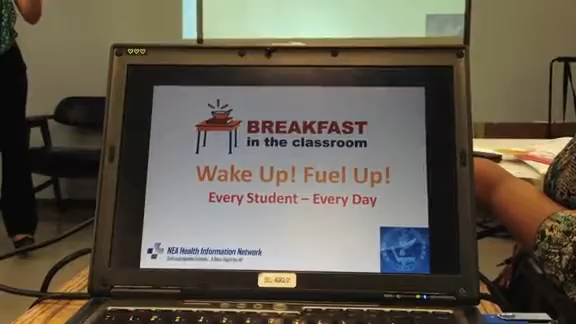 BREAKFAST
in the classroom
Wake Up! Fuel Up!
Every Student – Every Day
NEA Health Information Network